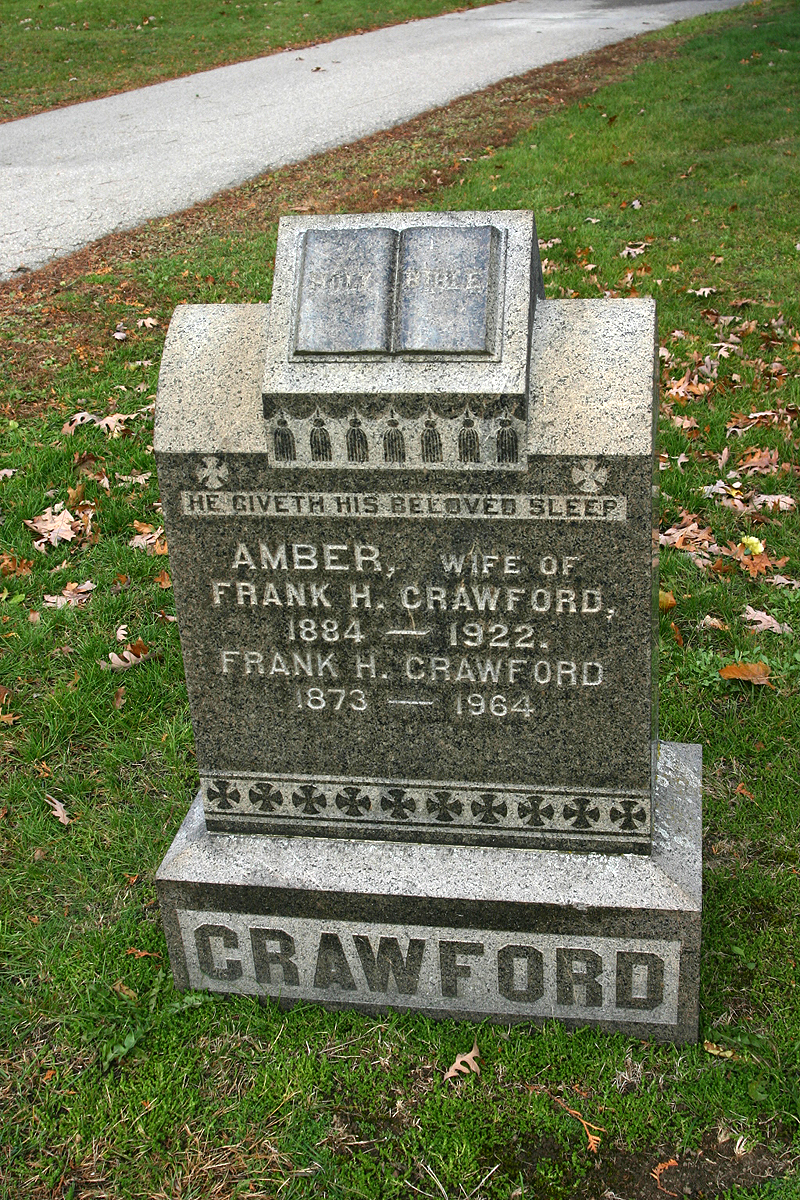 HOLY BIBLE
HE GIVETH HIS BELOVED SLEEP
AMBER, WIFE OF
FRANK H. CRAWFORD,
1884 — 1922.
FRANK H. CRAWFORD
1873 — 1964
CRAWFORD